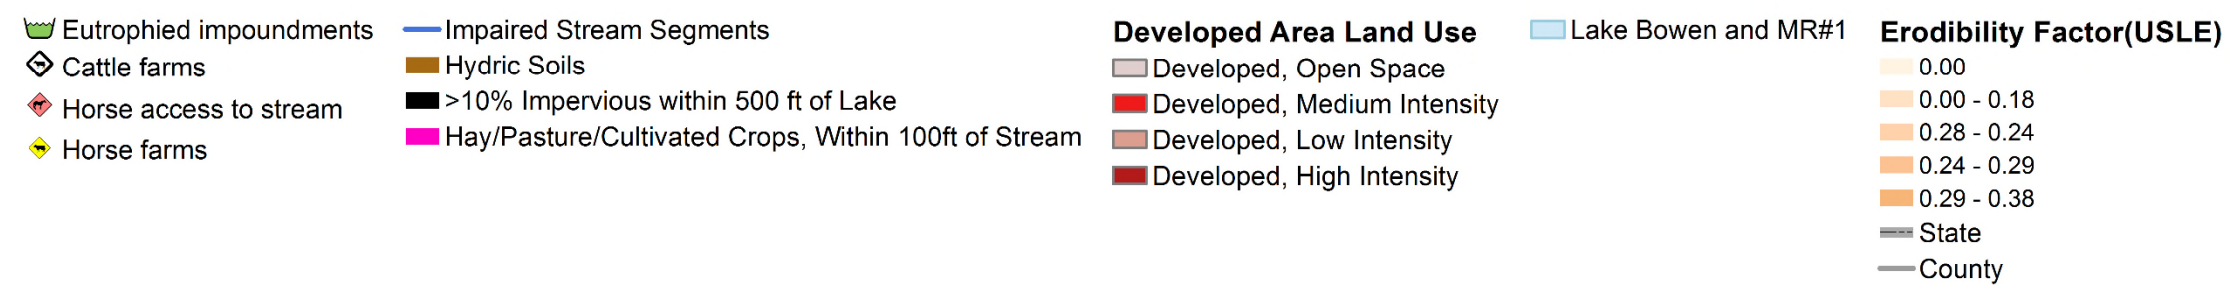 Eutrophied impoundments
Cattle farms
Horse access to stream
Horse farms
Impaired Stream Segments
Hydric Soils
>10% Impervious within 500 ft of Lake
Hay/Pasture/Cultivated Crops, Within 100ft of Stream
Developed Area Land Use
Developed, Open Space
Developed, Medium Intensity
Developed, Low Intensity
Developed, High Intensity
Lake Bowen and MR#1
Erodibility Factor(USLE)
0.00
0.00 - 0.18
0.28 - 0.24
0.24 - 0.29
0.29 - 0.38
State
County